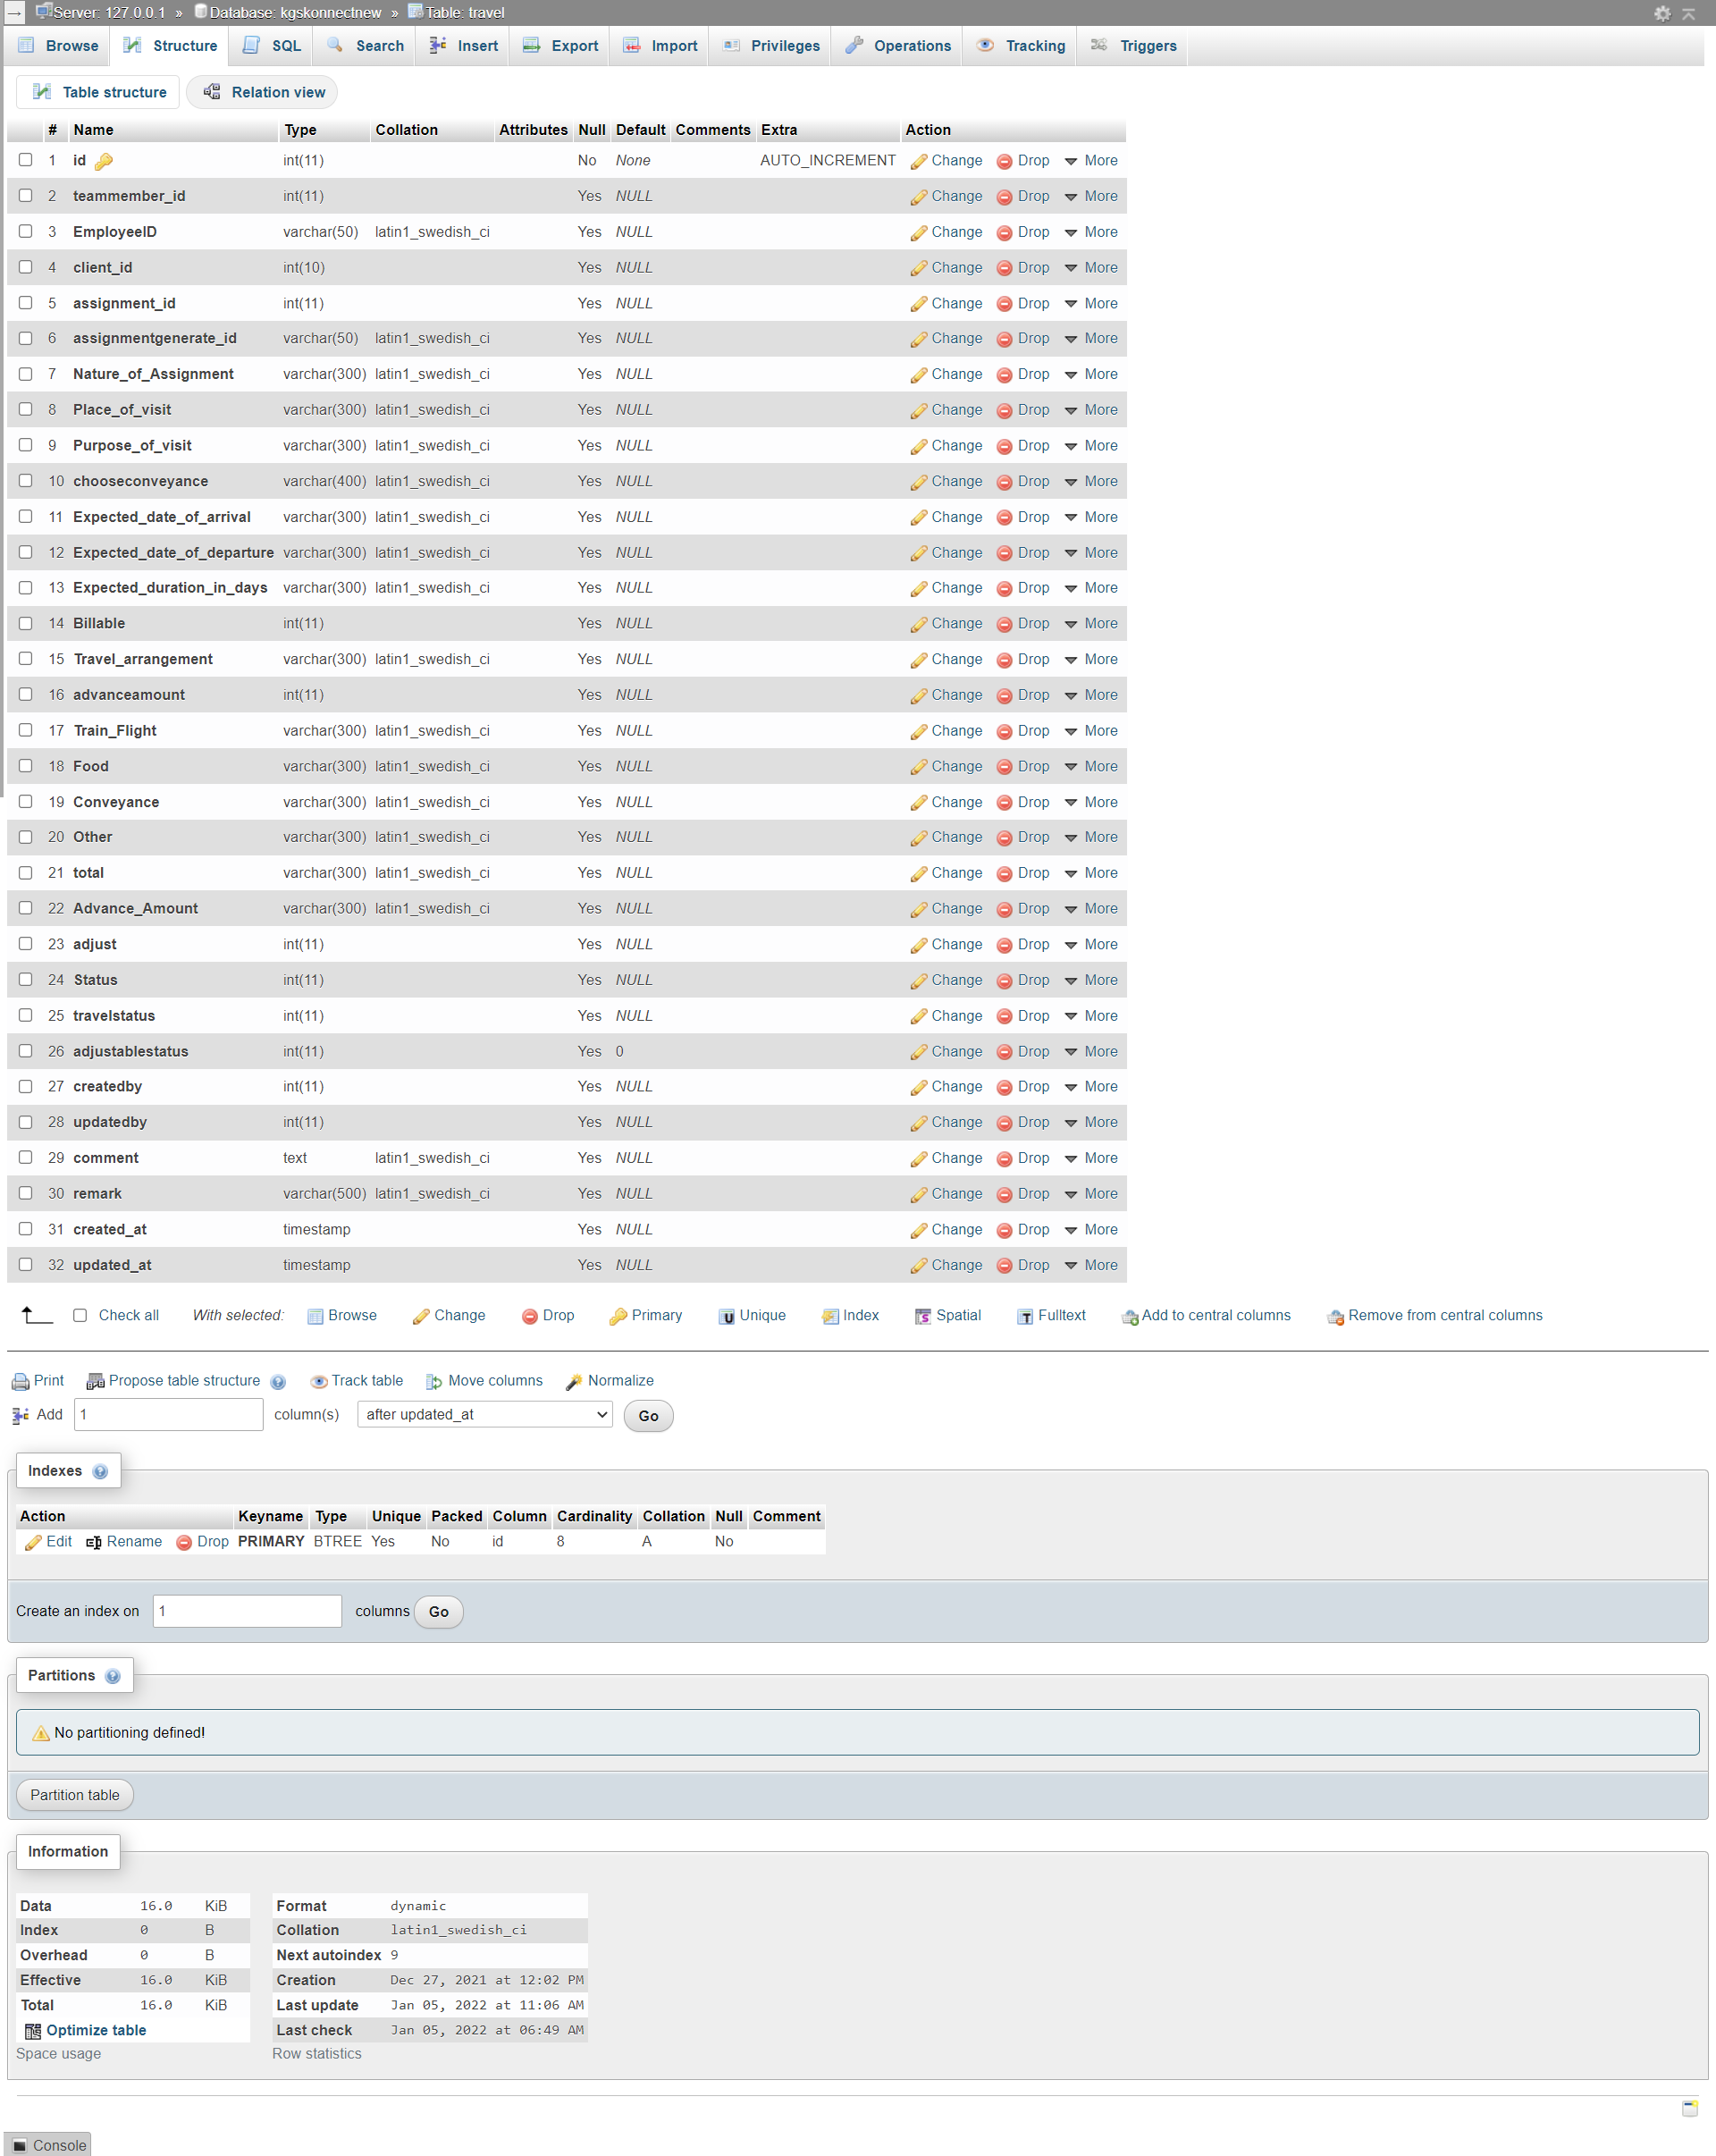 Server: 127.0.0.1 » Database: kgskonnectnew » Table: travel
Browse Structure SQL Search Insert Export Import Privileges Operations Tracking Triggers
Table structure Relation view
# Name Type Collation Attributes Null Default Comments Extra Action
1 id int(11) No None AUTO_INCREMENT Change Drop More
2 teammember_id int(11) Yes NULL Change Drop More
3 EmployeeID varchar(50) latin1_swedish_ci Yes NULL Change Drop More
4 client_id int(10) Yes NULL Change Drop More
5 assignment_id int(11) Yes NULL Change Drop More
6 assignmentgenerate_id varchar(50) latin1_swedish_ci Yes NULL Change Drop More
7 Nature_of_Assignment varchar(300) latin1_swedish_ci Yes NULL Change Drop More
8 Place_of_visit varchar(300) latin1_swedish_ci Yes NULL Change Drop More
9 Purpose_of_visit varchar(300) latin1_swedish_ci Yes NULL Change Drop More
10 chooseconveyance varchar(400) latin1_swedish_ci Yes NULL Change Drop More
11 Expected_date_of_arrival varchar(300) latin1_swedish_ci Yes NULL Change Drop More
12 Expected_date_of_departure varchar(300) latin1_swedish_ci Yes NULL Change Drop More
13 Expected_duration_in_days varchar(300) latin1_swedish_ci Yes NULL Change Drop More
14 Billable int(11) Yes NULL Change Drop More
15 Travel_arrangement varchar(300) latin1_swedish_ci Yes NULL Change Drop More
16 advanceamount int(11) Yes NULL Change Drop More
17 Train_Flight varchar(300) latin1_swedish_ci Yes NULL Change Drop More
18 Food varchar(300) latin1_swedish_ci Yes NULL Change Drop More
19 Conveyance varchar(300) latin1_swedish_ci Yes NULL Change Drop More
20 Other varchar(300) latin1_swedish_ci Yes NULL Change Drop More
21 total varchar(300) latin1_swedish_ci Yes NULL Change Drop More
22 Advance_Amount varchar(300) latin1_swedish_ci Yes NULL Change Drop More
23 adjust int(11) Yes NULL Change Drop More
24 Status int(11) Yes NULL Change Drop More
25 travelstatus int(11) Yes NULL Change Drop More
26 adjustablestatus int(11) Yes 0 Change Drop More
27 createdby int(11) Yes NULL Change Drop More
28 updatedby int(11) Yes NULL Change Drop More
29 comment text latin1_swedish_ci Yes NULL Change Drop More
30 remark varchar(500) latin1_swedish_ci Yes NULL Change Drop More
31 created_at timestamp Yes NULL Change Drop More
32 updated_at timestamp Yes NULL Change Drop More
Check all With selected: Browse Change Drop Primary Unique Index Spatial Fulltext Add to central columns Remove from central columns
Print Propose table structure Track table Move columns Normalize
Add 1 column(s) after updated_at Go
Indexes
Action Keyname Type Unique Packed Column Cardinality Collation Null Comment
Edit Rename Drop PRIMARY BTREE Yes No id 8 A No
Create an index on 1 columns Go
Partitions
No partitioning defined!
Partition table
Information
Data 16.0 KiB Format dynamic
Index 0 B Collation latin1_swedish_ci
Overhead 0 B Next autoindex 9
Effective 16.0 KiB Creation Dec 27, 2021 at 12:02 PM
Total 16.0 KiB Last update Jan 05, 2022 at 11:06 AM
Optimize table Last check Jan 05, 2022 at 06:49 AM
Space usage Row statistics
Console